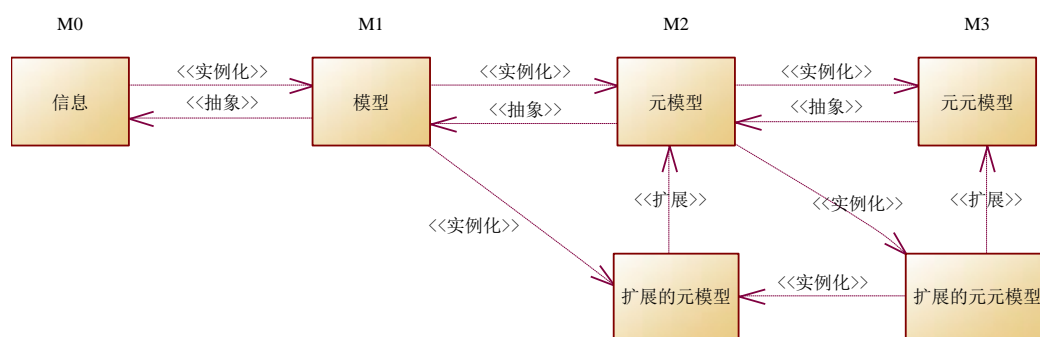 M0
M1
M2
M3
<<实例化>>
<<实例化>>
<<实例化>>
信息
<<抽象>>
模型
<<抽象>>
元模型
<<抽象>>
元元模型
<<实例化>>
<<扩展>>
<<实例化>>
<<扩展>>
扩展的元模型
<<实例化>>
扩展的元元模型